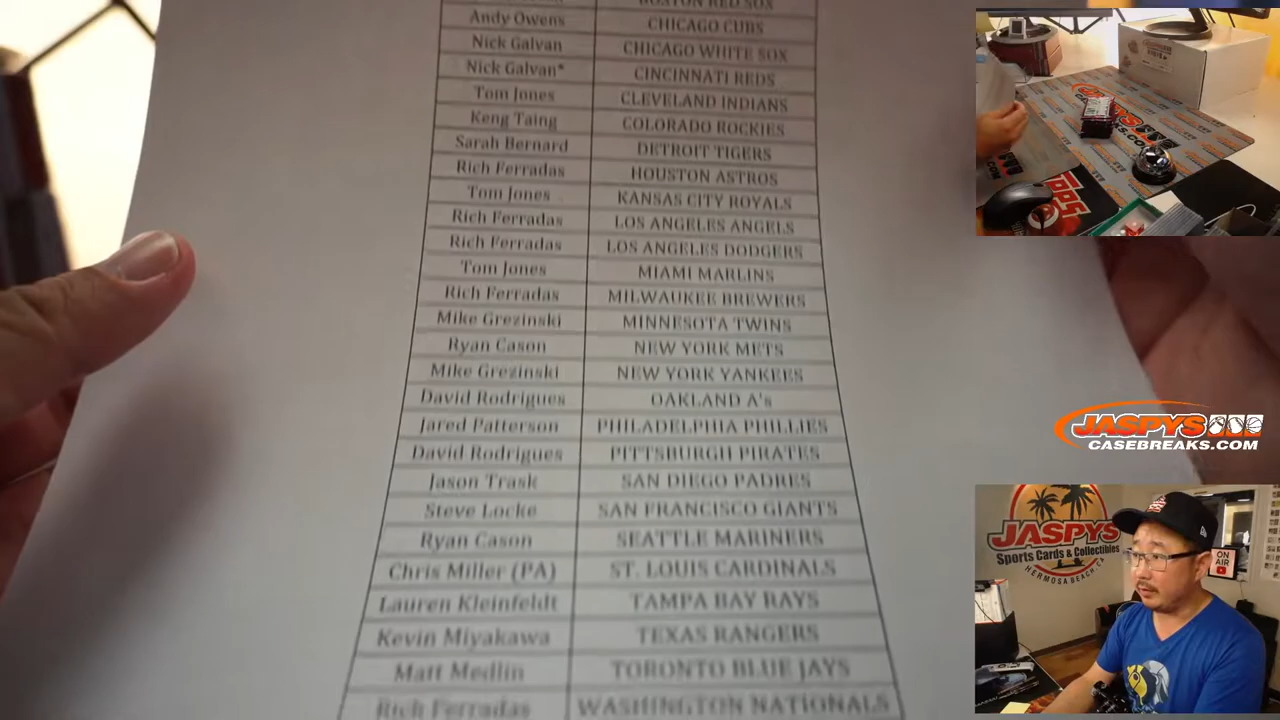 BOSTON RED SOX
Andy Owens CHICAGO CUBS
Nick Galvan CHICAGO WHITE SOX
Nick Galvan* CINCINNATI REDS
Tom Jones CLEVELAND INDIANS
Keng Taing COLORADO ROCKIES
Sarah Bernard DETROIT TIGERS
Rich Ferradas HOUSTON ASTROS
Tom Jones KANSAS CITY ROYALS
Rich Ferradas LOS ANGELES ANGELS
Rich Ferradas LOS ANGELES DODGERS
Tom Jones MIAMI MARLINS
Rich Ferradas MILWAUKEE BREWERS
Mike Grezinski MINNESOTA TWINS
Ryan Cason NEW YORK METS
Mike Grezinski NEW YORK YANKEES
David Rodrigues OAKLAND A's
Jared Patterson PHILADELPHIA PHILLIES
David Rodrigues PITTSBURGH PIRATES
Jason Trask SAN DIEGO PADRES
Steve Locke SAN FRANCISCO GIANTS
Ryan Cason SEATTLE MARINERS
Chris Miller (PA) ST. LOUIS CARDINALS
Lauren Kleinfeldt TAMPA BAY RAYS
Kevin Miyakawa TEXAS RANGERS
Matt Medlin TORONTO BLUE JAYS
Rich Ferradas WASHINGTON NATIONALS
JASPYS
CASEBREAKS.COM
JASPYS
Sports Cards & Collectibles
HERMOSA BEACH CA
ON AIR
TOPPS